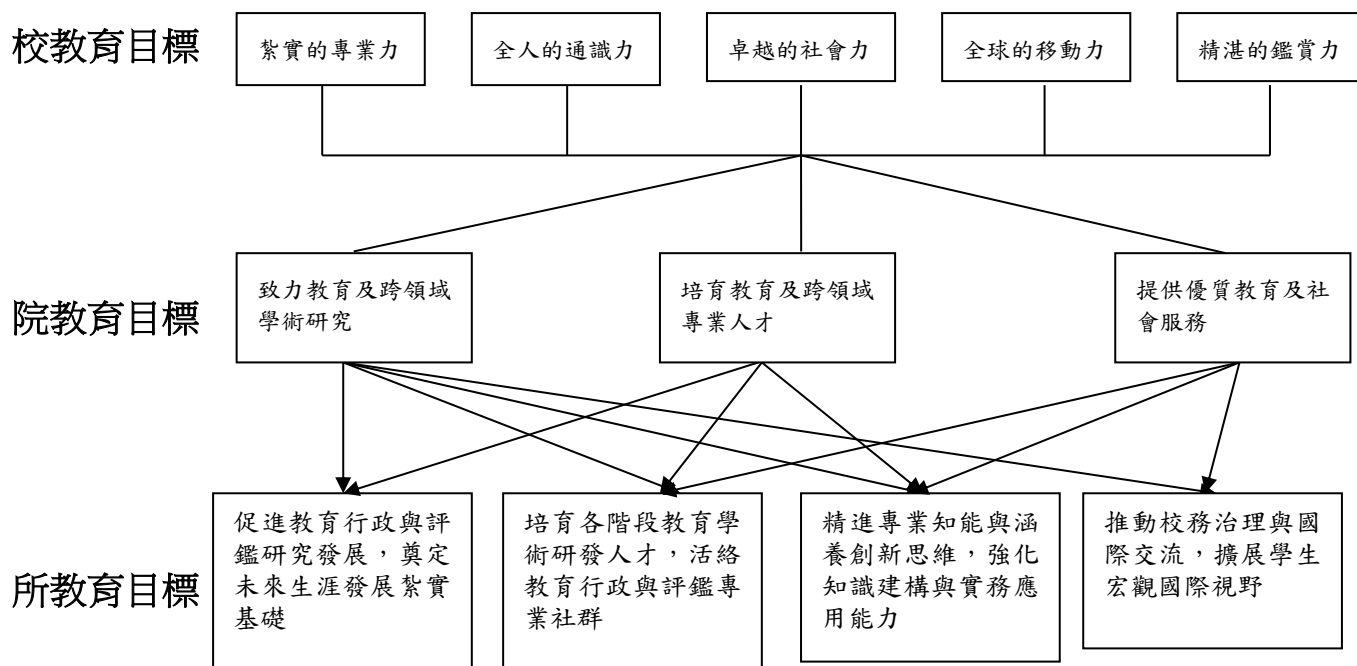 校教育目標
紮實的專業力
全人的通識力
卓越的社會力
全球的移動力
精湛的鑑賞力
院教育目標
致力教育及跨領域
學術研究
培育教育及跨領域
專業人才
提供優質教育及社
會服務
所教育目標
促進教育行政與評
鑑研究發展，奠定
未來生涯發展紮實
基礎
培育各階段教育學
術研發人才，活絡
教育行政與評鑑專
業社群
精進專業知能與涵
養創新思維，強化
知識建構與實務應
用能力
推動校務治理與國
際交流，擴展學生
宏觀國際視野